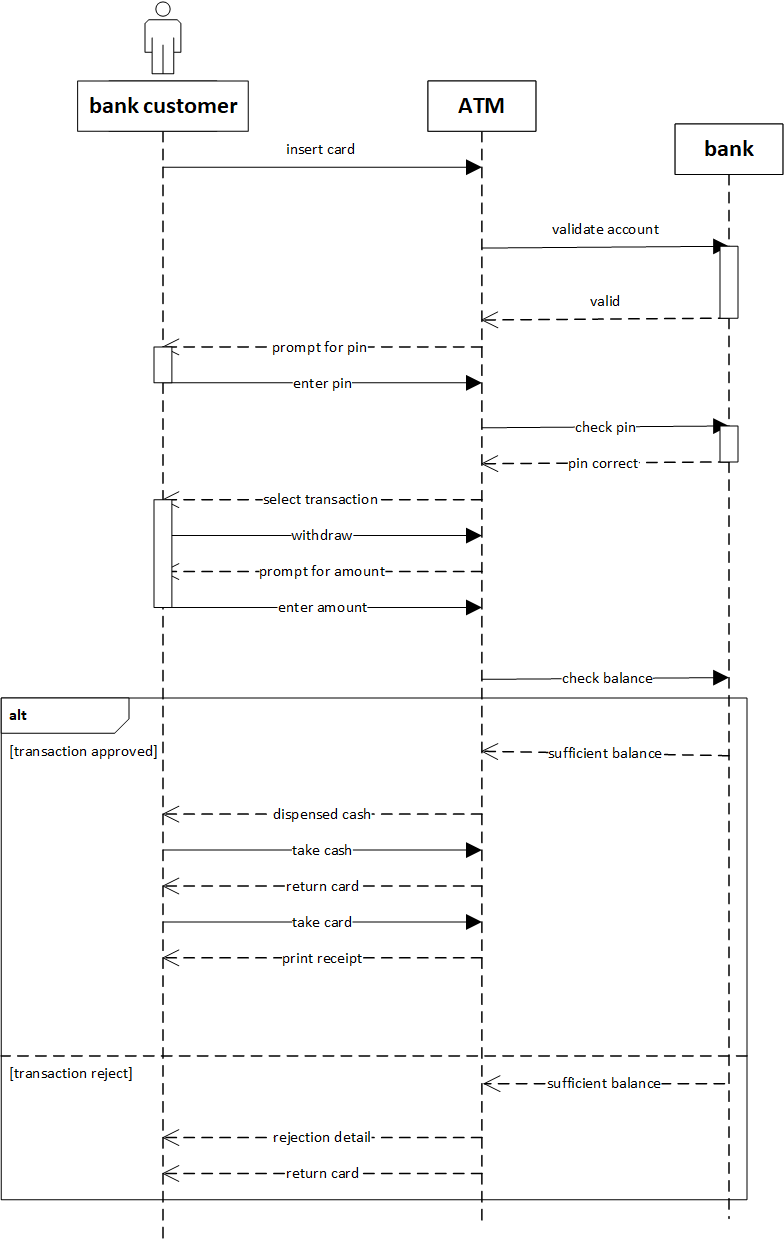 bank customer
ATM
bank
insert card
validate account
valid
prompt for pin
enter pin
check pin
pin correct
select transaction
withdraw
prompt for amount
enter amount
check balance
alt
[transaction approved]
sufficient balance
dispensed cash
take cash
return card
take card
print receipt
[transaction reject]
sufficient balance
rejection detail
return card